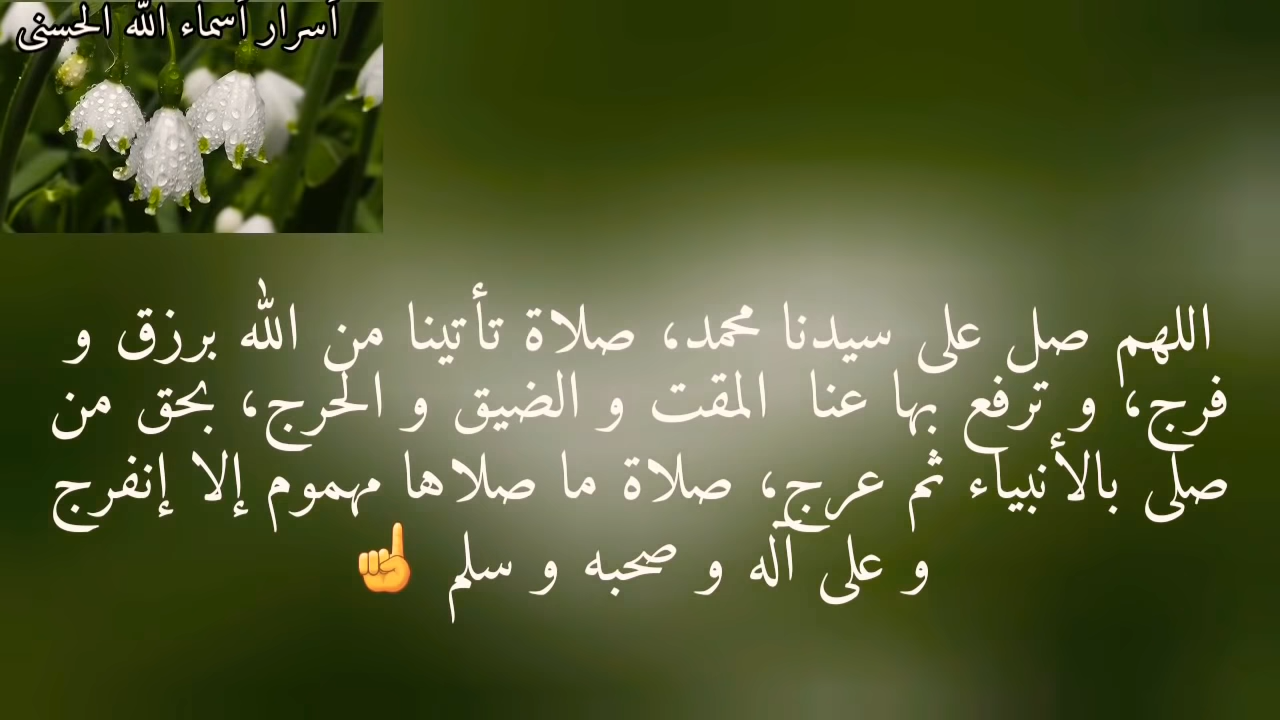 أسرار أسماء الله الحسنى
اللهم صل على سيدنا محمد، صلاة تأتينا من الله برزق و
فرج، و ترفع بها عنا المقت و الضيق و الحرج، بحق من
صلى بالأنبياء ثم عرج، صلاة ما صلاها مهموم إلا إنفرج
و على آله و صحبه و سلم ☝